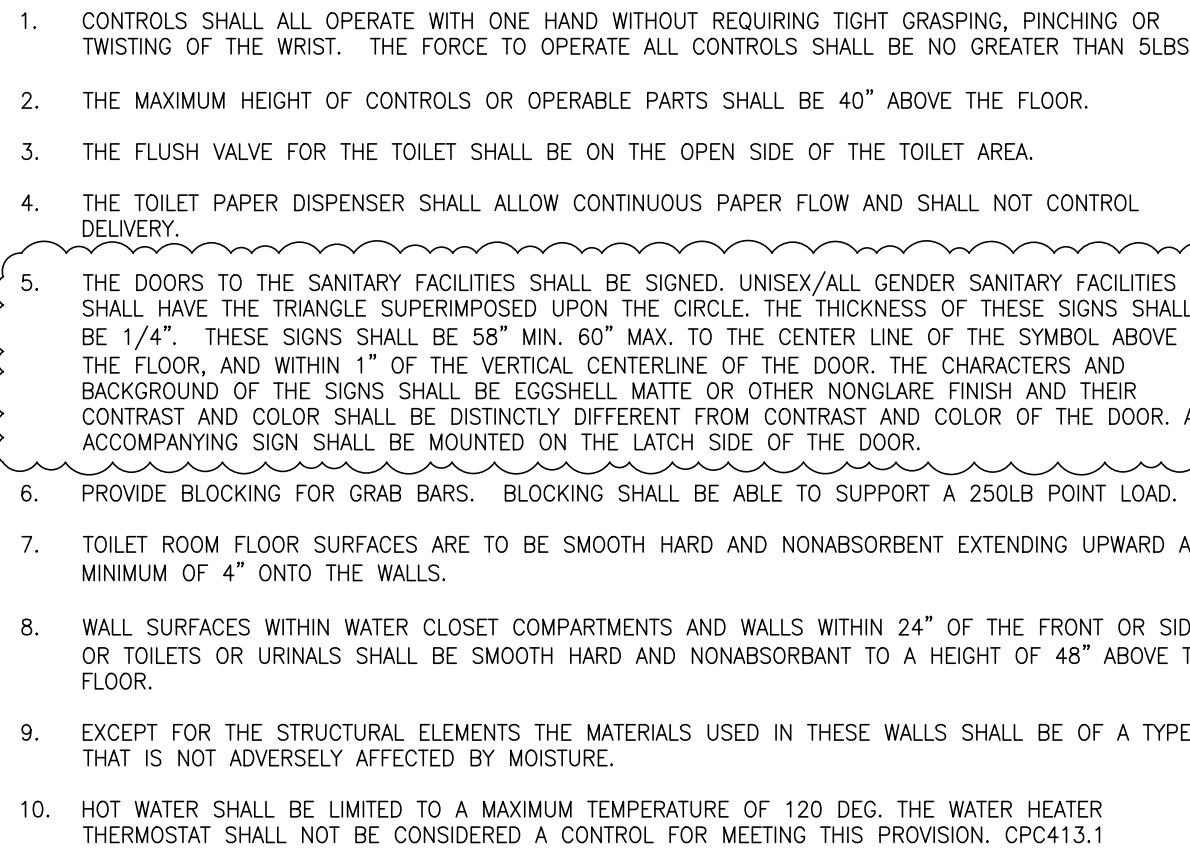 1. CONTROLS SHALL ALL OPERATE WITH ONE HAND WITHOUT REQUIRING TIGHT GRASPING, PINCHING OR
TWISTING OF THE WRIST. THE FORCE TO OPERATE ALL CONTROLS SHALL BE NO GREATER THAN 5LBS
2. THE MAXIMUM HEIGHT OF CONTROLS OR OPERABLE PARTS SHALL BE 40” ABOVE THE FLOOR.
3. THE FLUSH VALVE FOR THE TOILET SHALL BE ON THE OPEN SIDE OF THE TOILET AREA.
4. THE TOILET PAPER DISPENSER SHALL ALLOW CONTINUOUS PAPER FLOW AND SHALL NOT CONTROL
DELIVERY.
5. THE DOORS TO THE SANITARY FACILITIES SHALL BE SIGNED. UNISEX/ALL GENDER SANITARY FACILITIES
SHALL HAVE THE TRIANGLE SUPERIMPOSED UPON THE CIRCLE. THE THICKNESS OF THESE SIGNS SHALL
BE 1/4”. THESE SIGNS SHALL BE 58” MIN. 60” MAX. TO THE CENTER LINE OF THE SYMBOL ABOVE
THE FLOOR, AND WITHIN 1” OF THE VERTICAL CENTERLINE OF THE DOOR. THE CHARACTERS AND
BACKGROUND OF THE SIGNS SHALL BE EGGSHELL MATTE OR OTHER NONGLARE FINISH AND THEIR
CONTRAST AND COLOR SHALL BE DISTINCTLY DIFFERENT FROM CONTRAST AND COLOR OF THE DOOR.
ACCOMPANYING SIGN SHALL BE MOUNTED ON THE LATCH SIDE OF THE DOOR.
6. PROVIDE BLOCKING FOR GRAB BARS. BLOCKING SHALL BE ABLE TO SUPPORT A 250LB POINT LOAD.
7. TOILET ROOM FLOOR SURFACES ARE TO BE SMOOTH HARD AND NONABSORBENT EXTENDING UPWARD A
MINIMUM OF 4” ONTO THE WALLS.
8. WALL SURFACES WITHIN WATER CLOSET COMPARTMENTS AND WALLS WITHIN 24” OF THE FRONT OR SID
OR TOILETS OR URINALS SHALL BE SMOOTH HARD AND NONABSORBANT TO A HEIGHT OF 48” ABOVE T
FLOOR.
9. EXCEPT FOR THE STRUCTURAL ELEMENTS THE MATERIALS USED IN THESE WALLS SHALL BE OF A TYPE
THAT IS NOT ADVERSELY AFFECTED BY MOISTURE.
10. HOT WATER SHALL BE LIMITED TO A MAXIMUM TEMPERATURE OF 120 DEG. THE WATER HEATER
THERMOSTAT SHALL NOT BE CONSIDERED A CONTROL FOR MEETING THIS PROVISION. CPC413.1